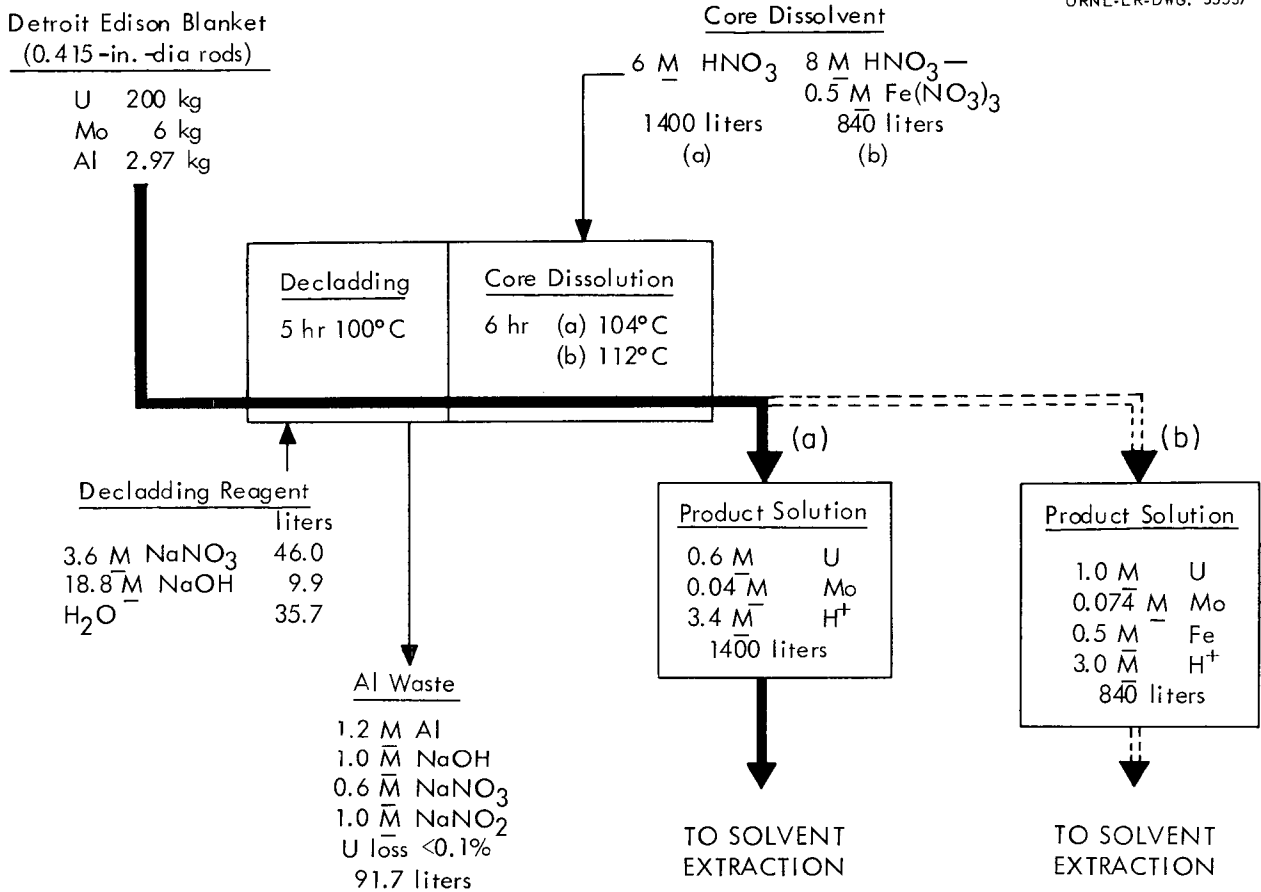 ORNL-LR-DWG. 35537
Detroit Edison Blanket
(0.415-in.-dia rods)
U 200 kg
Mo 6 kg
Al 2.97 kg
Core Dissolvent
6 M HNO3
1400 liters
(a)
8 M HNO3—
0.5 M Fe(NO3)3
840 liters
(b)
Decladding
5 hr 100°C
Core Dissolution
6 hr (a) 104°C
(b) 112°C
Decladding Reagent
liters
3.6 M NaNO3 46.0
18.8 M NaOH 9.9
H2O 35.7
Al Waste
1.2 M Al
1.0 M NaOH
0.6 M NaNO3
1.0 M NaNO2
U loss <0.1%
91.7 liters
(a)
Product Solution
0.6 M U
0.04 M Mo
3.4 M H+
1400 liters
TO SOLVENT
EXTRACTION
(b)
Product Solution
1.0 M U
0.074 M Mo
0.5 M Fe
3.0 M H+
840 liters
TO SOLVENT
EXTRACTION